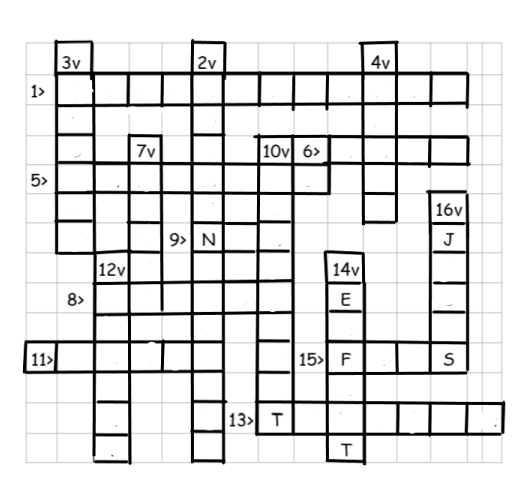 3v 2v 4v
1>
7v 10v 6>
5>
16v
9> N J
12v 14v
8> E
11> 15> F S
13> T
T